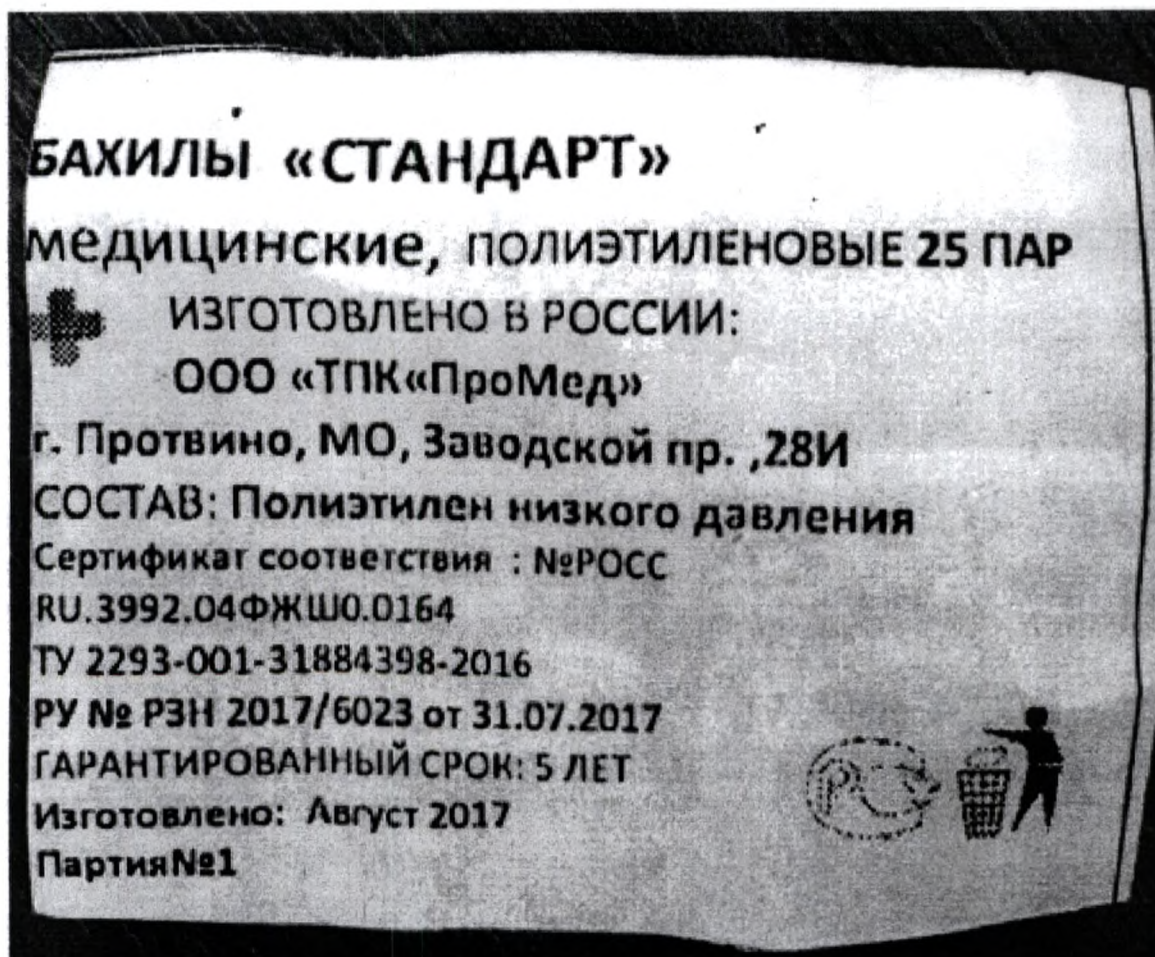 БАХИЛЫ «СТАНДАРТ»
медицинские, ПОЛИЭТИЛЕНОВЫЕ 25 ПАР
ИЗГОТОВЛЕНО В РОССИИ:
ООО «ТПК«ПроМед»
г. Протвино, МО, Заводской пр. ,28И
СОСТАВ: Полиэтилен низкого давления
Сертификат соответствия : №РОСС
RU.3992.04ФЖШ0.0164
ТУ 2293-001-31884398-2016
РУ № РЗН 2017/6023 от 31.07.2017
ГАРАНТИРОВАННЫЙ СРОК: 5 ЛЕТ
Изготовлено: Август 2017
Партия№1